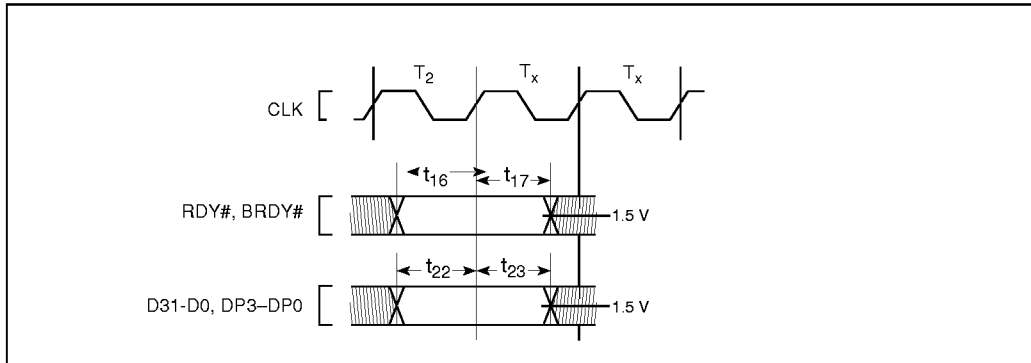 T2 Tx Tx
CLK
t16 t17
RDY#, BRDY#
1.5 V
t22 t23
D31-D0, DP3–DP0
1.5 V